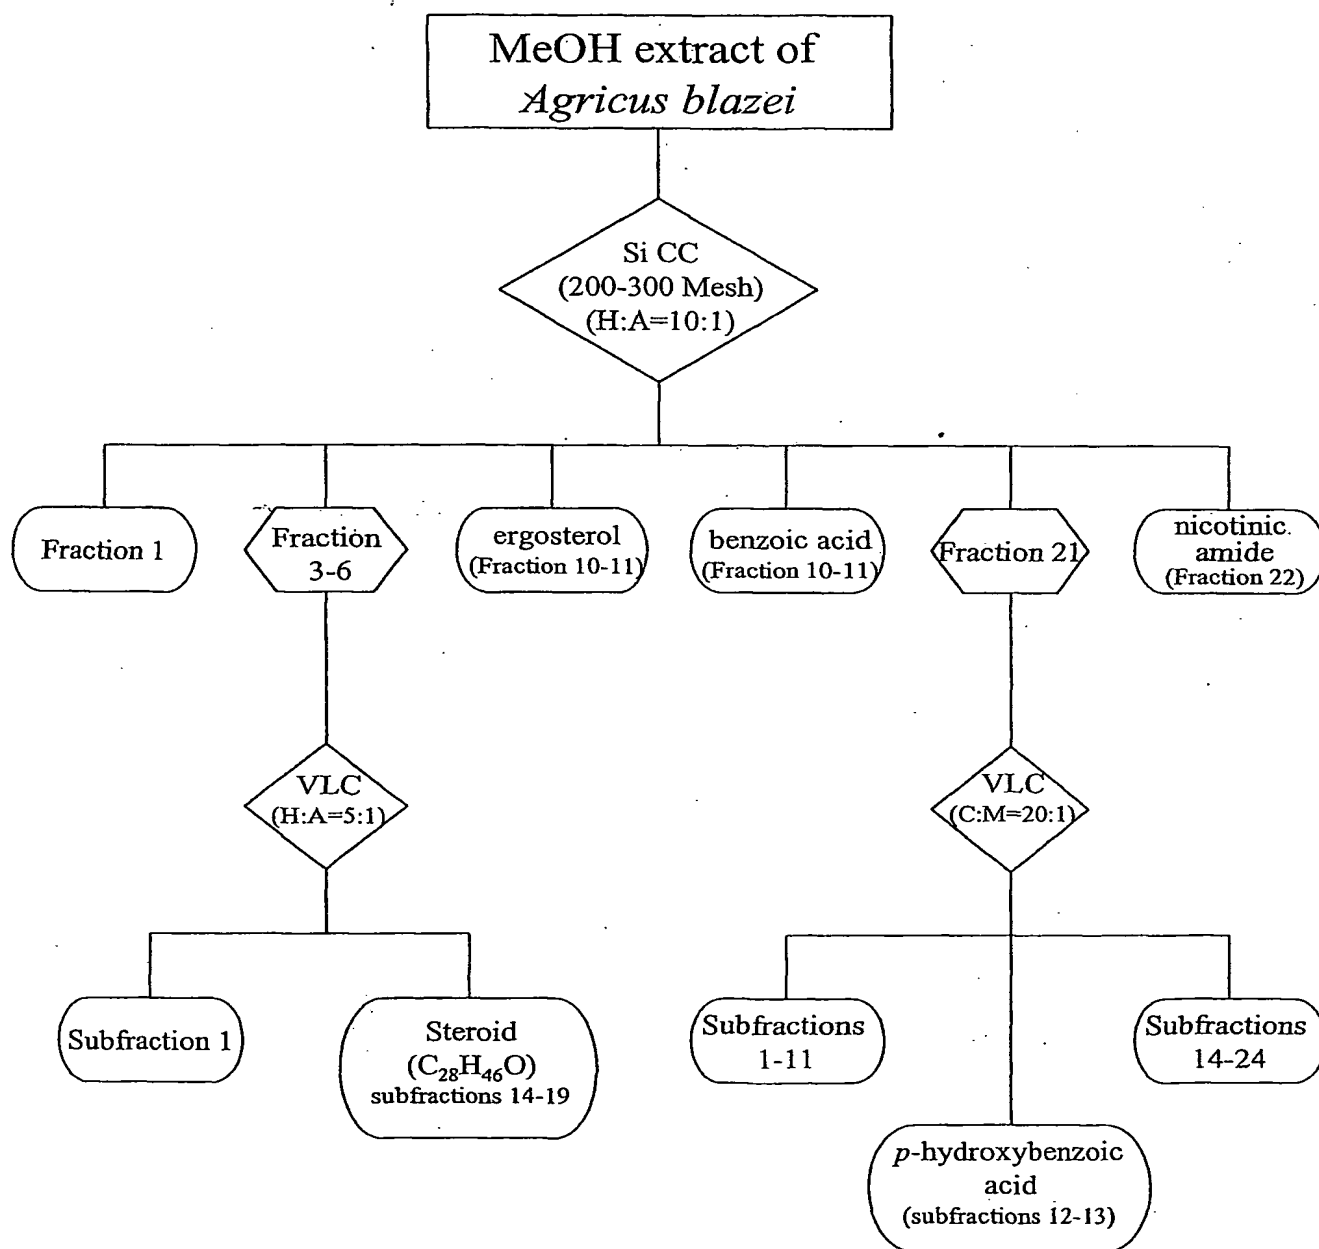 MeOH extract of
Agricus blazei
Si CC
(200-300 Mesh)
(H:A=10:1)
Fraction 1
Fraction
3-6
ergosterol
(Fraction 10-11)
benzoic acid
(Fraction 10-11)
Fraction 21
nicotinic
amide
(Fraction 22)
VLC
(H:A=5:1)
VLC
(C:M=20:1)
Subfraction 1
Steroid
(C₂₈H₄₆O)
subfractions 14-19
Subfractions
1-11
Subfractions
14-24
p-hydroxybenzoic
acid
(subfractions 12-13)